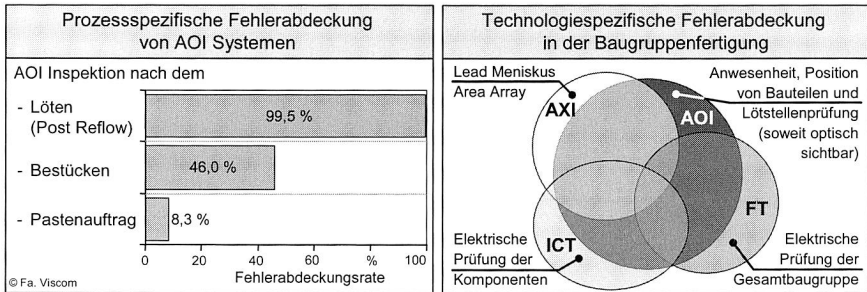 Prozessspezifische Fehlerabdeckung
von AOI Systemen
AOI Inspektion nach dem
- Löten
(Post Reflow)
99,5 %
- Bestücken
46,0 %
- Pastenauftrag
8,3 %
0 20 40 60 % 100
Fehlerabdeckungsrate
© Fa. Viscom
Technologiespezifische Fehlerabdeckung
in der Baugruppenfertigung
Lead Meniskus
Area Array
AXI
AOI
Anwesenheit, Position
von Bauteilen und
Lötstellenprüfung
(soweit optisch
sichtbar)
ICT
FT
Elektrische
Prüfung der
Komponenten
Elektrische
Prüfung der
Gesamtbaugruppe